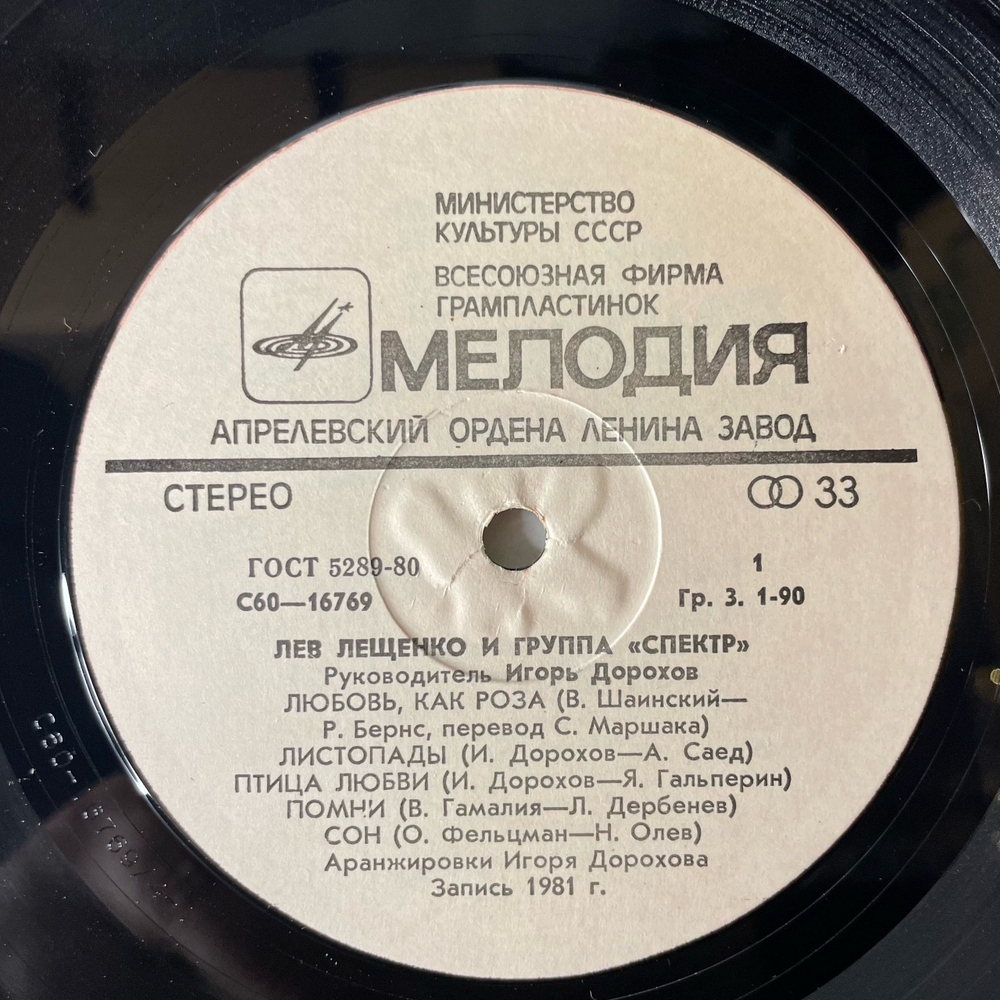 МИНИСТЕРСТВО
КУЛЬТУРЫ СССР
ВСЕСОЮЗНАЯ ФИРМА
ГРАМПЛАСТИНОК
МЕЛОДИЯ
АПРЕЛЕВСКИЙ ОРДЕНА ЛЕНИНА ЗАВОД
СТЕРЕО 33
ГОСТ 5289-80 1
С60—16769 Гр. 3. 1-90
ЛЕВ ЛЕЩЕНКО И ГРУППА «СПЕКТР»
Руководитель Игорь Дорохов
ЛЮБОВЬ, КАК РОЗА (В. Шаинский—
Р. Бернс, перевод С. Маршака)
ЛИСТОПАДЫ (И. Дорохов—А. Саед)
ПТИЦА ЛЮБВИ (И. Дорохов—Я. Гальперин)
ПОМНИ (В. Гамалия—Л. Дербенев)
СОН (О. Фельцман—Н. Олев)
Аранжировки Игоря Дорохова
Запись 1981 г.